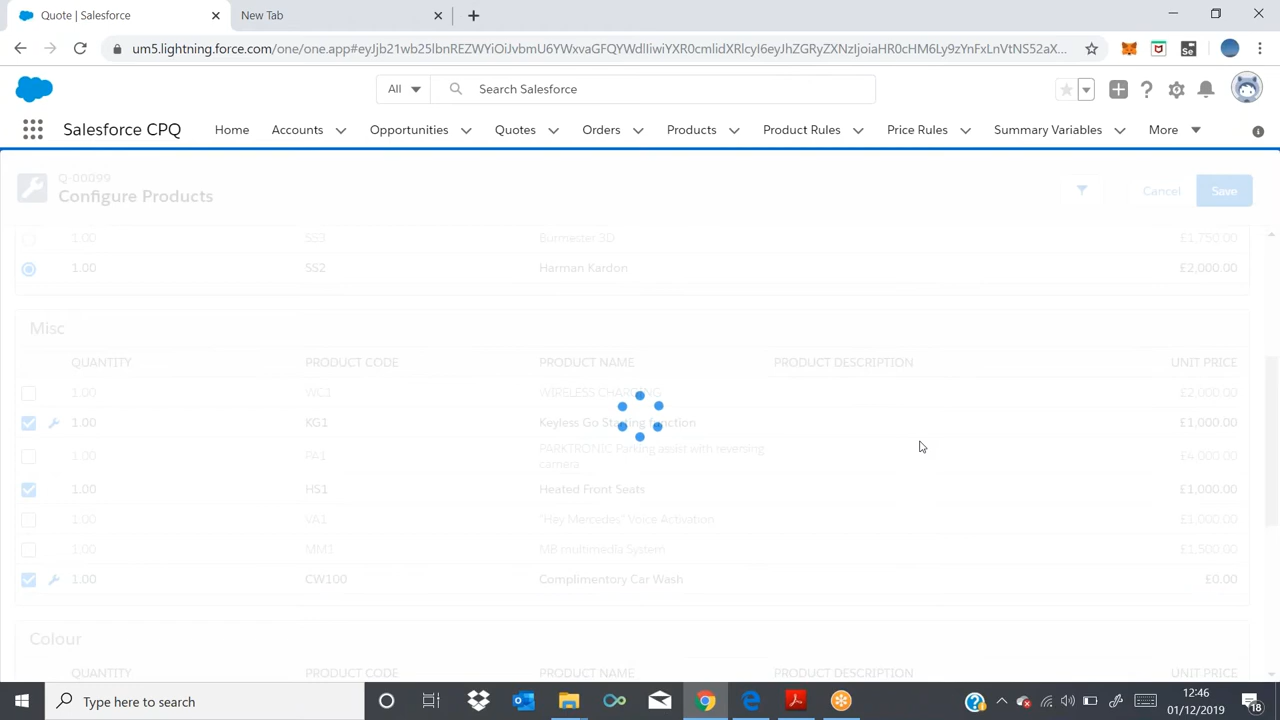 Quote | Salesforce
New Tab
um5.lightning.force.com/one/one.app#eyJjb21wb25lbnREZWYiOiJvbmU6YWxvaGFQYWdlIiwiYXR0cmlidXRlcyI6eyJhZGRyZXNzIjoiaHR0cHM6Ly9zYnFxLnVtNS52aX...
All
Search Salesforce
Salesforce CPQ
Home
Accounts
Opportunities
Quotes
Orders
Products
Product Rules
Price Rules
Summary Variables
More
Q-00099
Configure Products
Cancel
Save
1.00 SS3 Burmester 3D £1,750.00
1.00 SS2 Harman Kardon £2,000.00
Misc
QUANTITY PRODUCT CODE PRODUCT NAME PRODUCT DESCRIPTION UNIT PRICE
1.00 WC1 WIRELESS CHARGING £2,000.00
1.00 KG1 Keyless Go Starting function £1,000.00
1.00 PA1 PARKTRONIC Parking assist with reversing camera £4,000.00
1.00 HS1 Heated Front Seats £1,000.00
1.00 VA1 "Hey Mercedes" Voice Activation £1,000.00
1.00 MM1 MB multimedia System £1,500.00
1.00 CW100 Complimentory Car Wash £0.00
Colour
QUANTITY PRODUCT CODE PRODUCT NAME PRODUCT DESCRIPTION UNIT PRICE
Type here to search
12:46
01/12/2019
18